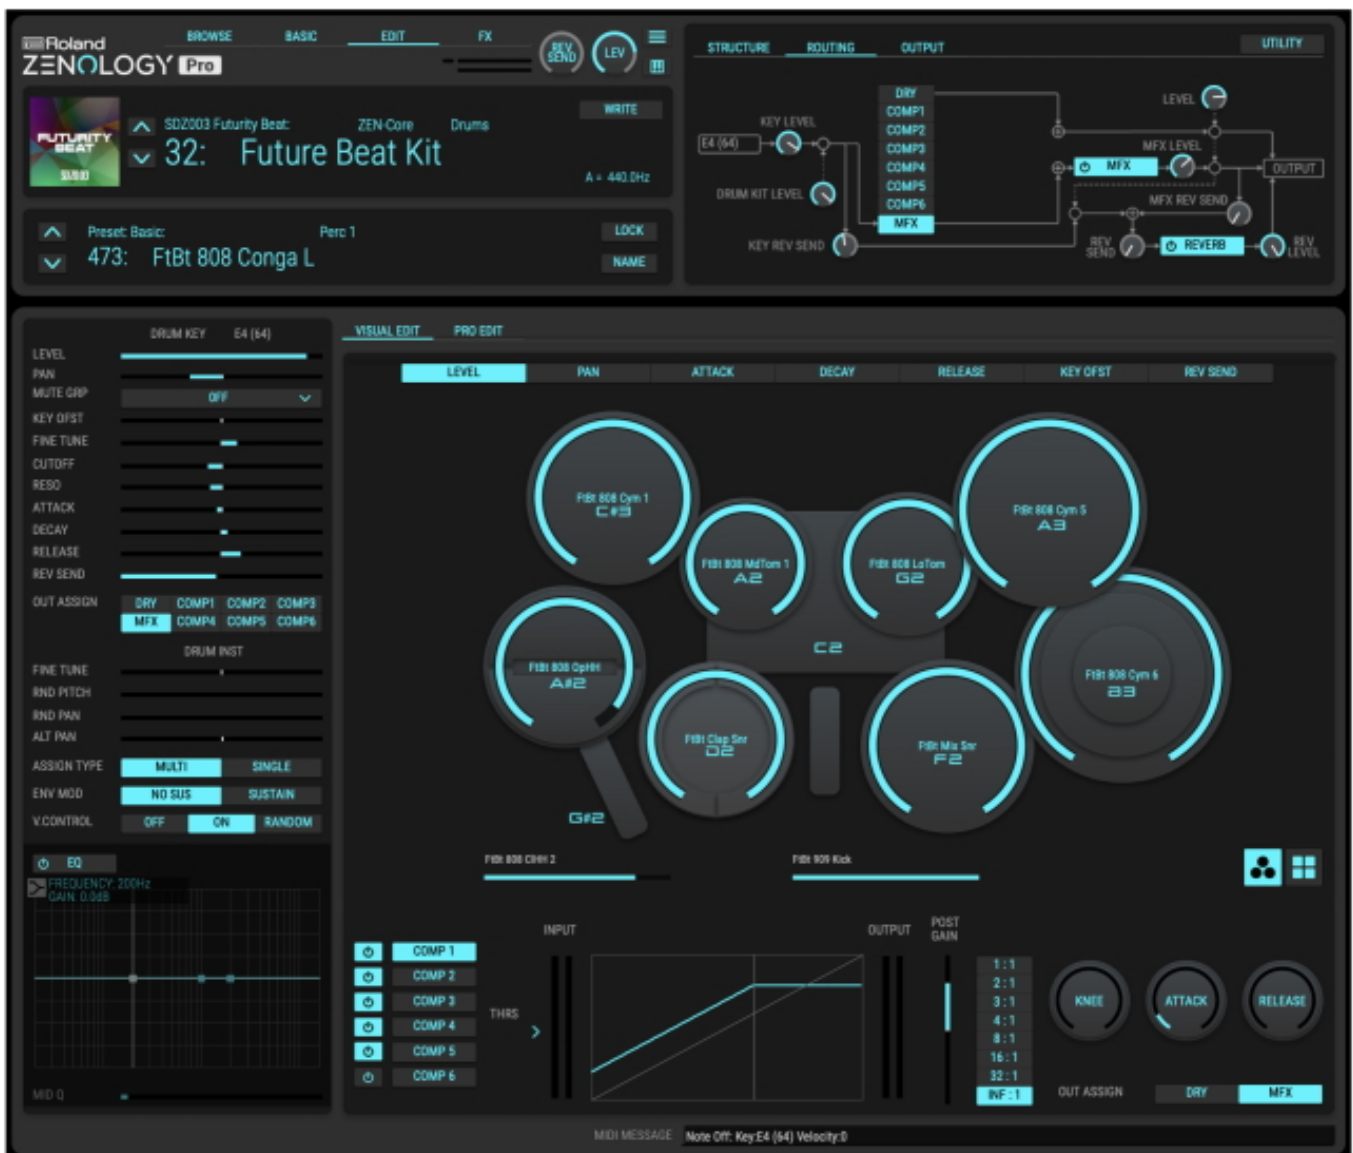 Roland
ZENOLOGY Pro
BROWSE BASIC EDIT FX
REV SEND
LEV
FUTURITY BEAT
SDZ003
SDZ003 Futurity Beat: ZEN-Core Drums
32: Future Beat Kit
WRITE
A = 440.0Hz
Preset: Basic: Perc 1
473: FtBt 808 Conga L
LOCK
NAME
STRUCTURE ROUTING OUTPUT
UTILITY
DRY
COMP1
COMP2
COMP3
COMP4
COMP5
COMP6
MFX
KEY LEVEL
E4 (64)
DRUM KIT LEVEL
KEY REV SEND
LEVEL
MFX LEVEL
MFX
OUTPUT
MFX REV SEND
REV SEND
REVERB
REV LEVEL
DRUM KEY E4 (64)
LEVEL
PAN
MUTE GRP OFF
KEY OFST
FINE TUNE
CUTOFF
RESO
ATTACK
DECAY
RELEASE
REV SEND
OUT ASSIGN DRY COMP1 COMP2 COMP3
MFX COMP4 COMP5 COMP6
DRUM INST
FINE TUNE
RND PITCH
RND PAN
ALT PAN
ASSIGN TYPE MULTI SINGLE
ENV MOD NO SUS SUSTAIN
V.CONTROL OFF ON RANDOM
EQ
FREQUENCY: 200Hz
GAIN: 0.0dB
MID Q
VISUAL EDIT PRO EDIT
LEVEL PAN ATTACK DECAY RELEASE KEY OFST REV SEND
FtBt 808 Cym 1
C#3
FtBt 808 MdTom 1
A2
FtBt 808 LoTom
G2
FtBt 808 Cym 5
A3
C2
FtBt 808 OpHH
A#2
FtBt Clap Snr
D2
FtBt Mix Snr
F2
FtBt 808 Cym 6
B3
G#2
FtBt 808 ClHH 2
FtBt 909 Kick
COMP 1
COMP 2
COMP 3
COMP 4
COMP 5
COMP 6
THRS
INPUT
OUTPUT
POST GAIN
1 : 1
2 : 1
3 : 1
4 : 1
8 : 1
16 : 1
32 : 1
INF : 1
KNEE
ATTACK
RELEASE
OUT ASSIGN DRY MFX
MIDI MESSAGE Note Off: Key:E4 (64) Velocity:0